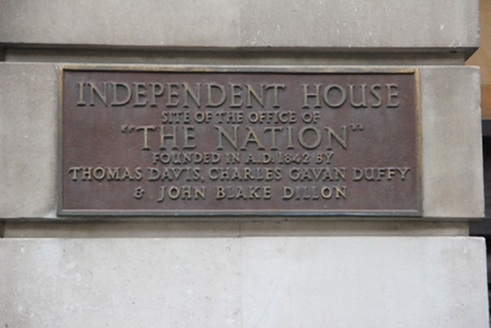 INDEPENDENT HOUSE
SITE OF THE OFFICE OF
"THE NATION"
FOUNDED IN A.D. 1842 BY
THOMAS DAVIS, CHARLES GAVAN DUFFY
& JOHN BLAKE DILLON